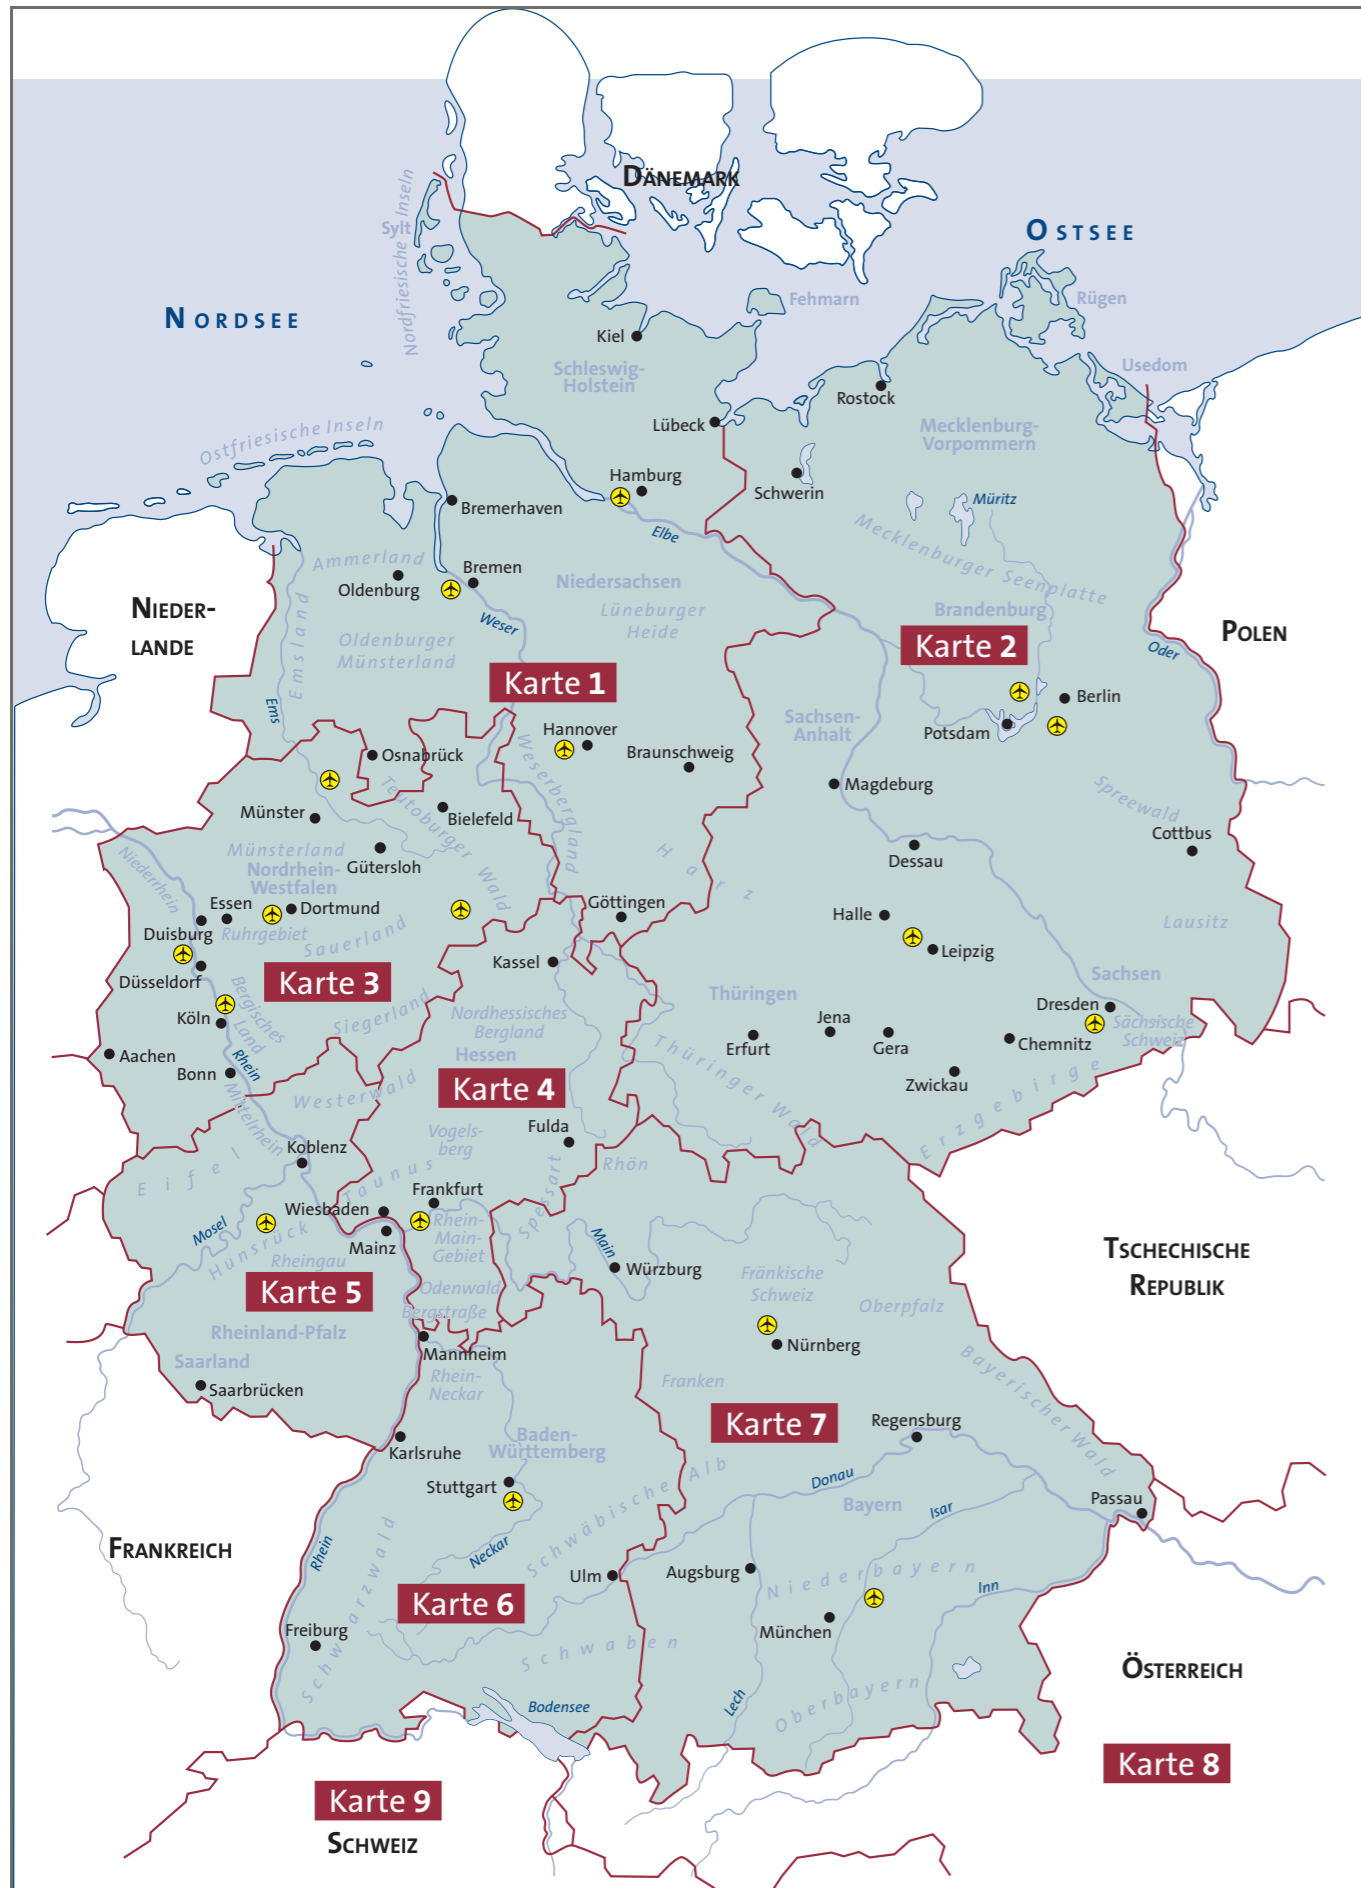 DÄNEMARK
OSTSEE
NORDSEE
Nordfriesische Inseln
Sylt
Fehmarn
Rügen
Usedom
Kiel
Schleswig-
Holstein
Rostock
Lübeck
Mecklenburg-
Vorpommern
Ostfriesische Inseln
Hamburg
Schwerin
Müritz
Bremerhaven
Elbe
Mecklenburger Seenplatte
Ammerland
Oldenburg
Bremen
Niedersachsen
Lüneburger
Heide
Brandenburg
NIEDER-
LANDE
Emsland
Oldenburger
Münsterland
Weser
Karte 2
POLEN
Oder
Karte 1
Ems
Berlin
Potsdam
Sachsen-
Anhalt
Hannover
Braunschweig
Weserbergland
Osnabrück
Magdeburg
Spreewald
Münster
Bielefeld
Teutoburger Wald
Cottbus
Niederrhein
Münsterland
Gütersloh
Harz
Dessau
Nordrhein-
Westfalen
Essen
Dortmund
Göttingen
Halle
Lausitz
Duisburg
Ruhrgebiet
Sauerland
Leipzig
Düsseldorf
Karte 3
Kassel
Sachsen
Thüringen
Köln
Bergisches
Land
Siegerland
Nordhessisches
Bergland
Jena
Dresden
Sächsische
Schweiz
Aachen
Rhein
Hessen
Erfurt
Gera
Chemnitz
Bonn
Karte 4
Thüringer Wald
Zwickau
Mittelrhein
Westerwald
Erzgebirge
Vogels-
berg
Fulda
Koblenz
Rhön
Eifel
Taunus
Spessart
Frankfurt
Wiesbaden
Mosel
Mainz
Rhein-
Main-
Gebiet
Main
Hunsrück
Rheingau
Würzburg
Fränkische
Schweiz
TSCHECHISCHE
REPUBLIK
Karte 5
Odenwald
Bergstraße
Oberpfalz
Rheinland-Pfalz
Mannheim
Nürnberg
Saarland
Saarbrücken
Rhein-
Neckar
Franken
Bayerischer Wald
Karte 7
Regensburg
Karlsruhe
Baden-
Württemberg
Stuttgart
Donau
Bayern
Isar
Passau
Schwäbische Alb
FRANKREICH
Rhein
Schwarzwald
Neckar
Ulm
Augsburg
Niederbayern
Inn
Karte 6
München
Freiburg
Schwaben
ÖSTERREICH
Bodensee
Lech
Oberbayern
Karte 8
Karte 9
SCHWEIZ